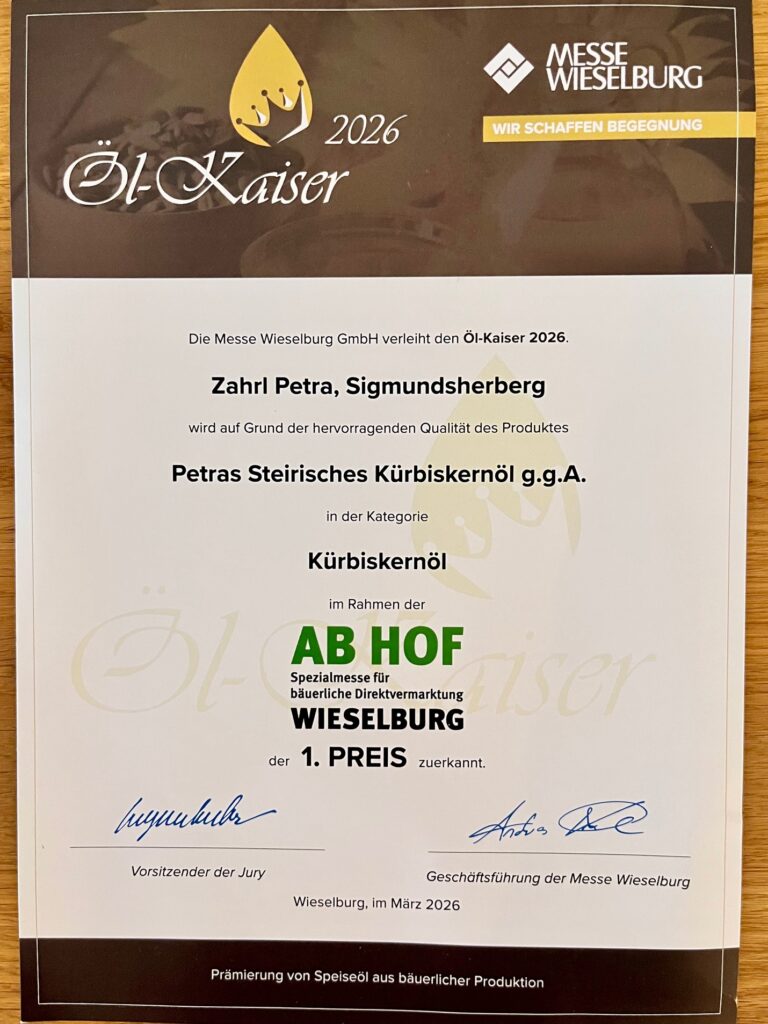 Öl-Kaiser 2026
MESSE
WIESELBURG
WIR SCHAFFEN BEGEGNUNG
Die Messe Wieselburg GmbH verleiht den Öl-Kaiser 2026.
Zahrl Petra, Sigmundsherberg
wird auf Grund der hervorragenden Qualität des Produktes
Petras Steirisches Kürbiskernöl g.g.A.
in der Kategorie
Kürbiskernöl
im Rahmen der
AB HOF
Spezialmesse für
bäuerliche Direktvermarktung
WIESELBURG
der 1. PREIS zuerkannt.
Öl-Kaiser
Vorsitzender der Jury
Geschäftsführung der Messe Wieselburg
Wieselburg, im März 2026
Prämierung von Speiseöl aus bäuerlicher Produktion